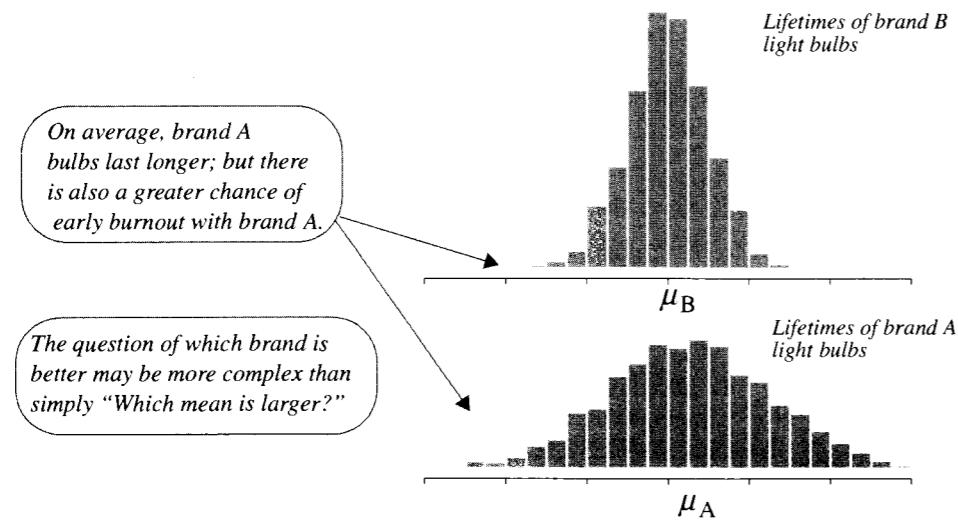 Lifetimes of brand B
light bulbs
On average, brand A
bulbs last longer; but there
is also a greater chance of
early burnout with brand A.
μB
Lifetimes of brand A
light bulbs
The question of which brand is
better may be more complex than
simply “Which mean is larger?”
μA